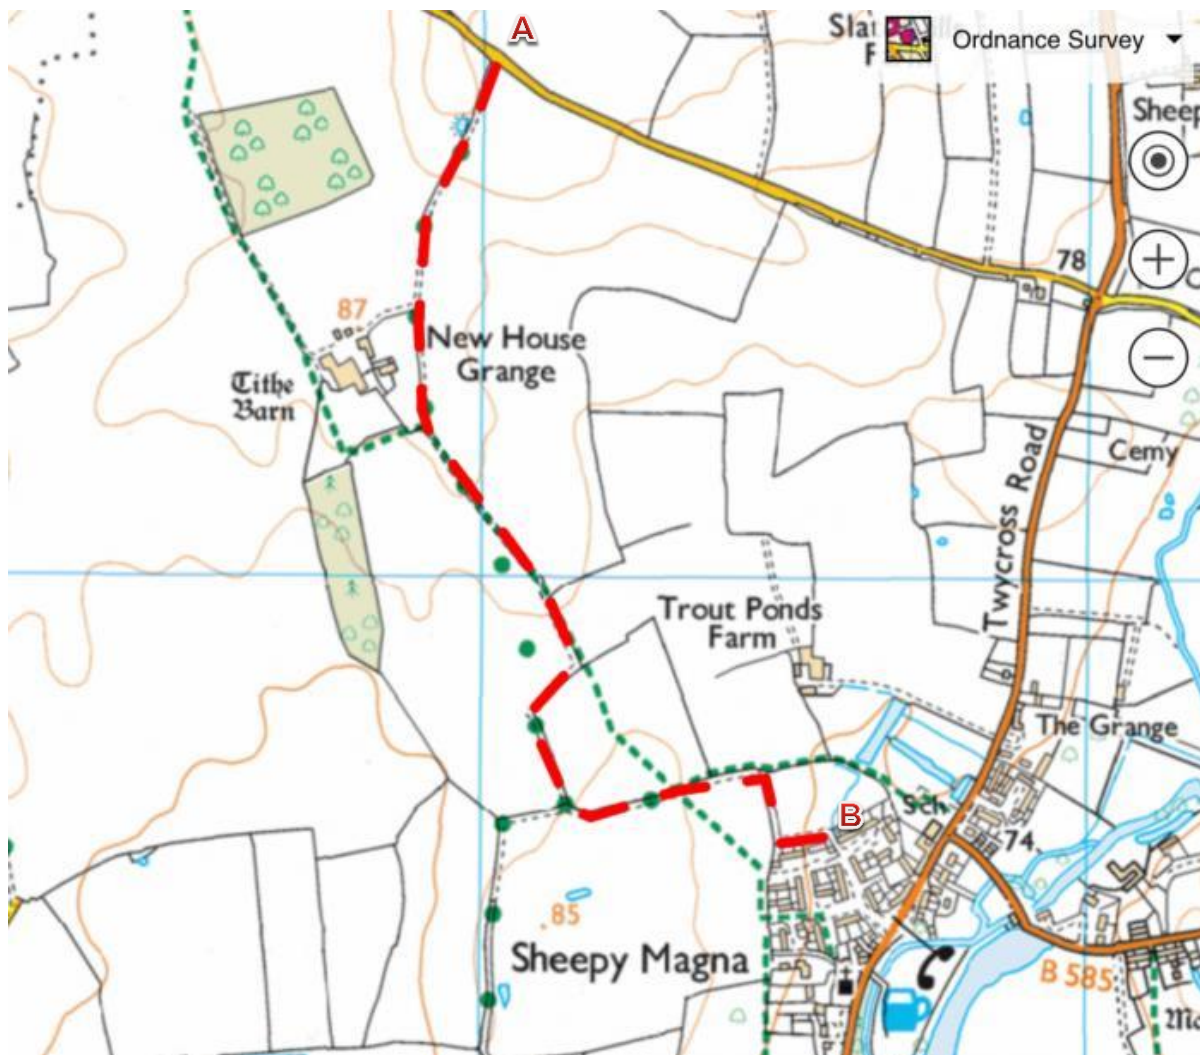 A
Ordnance Survey
78
87
New House
Grange
Tithe
Barn
Cemy
Twycross Road
Trout Ponds
Farm
The Grange
B
Sch
74
.85
Sheepy Magna
B 585